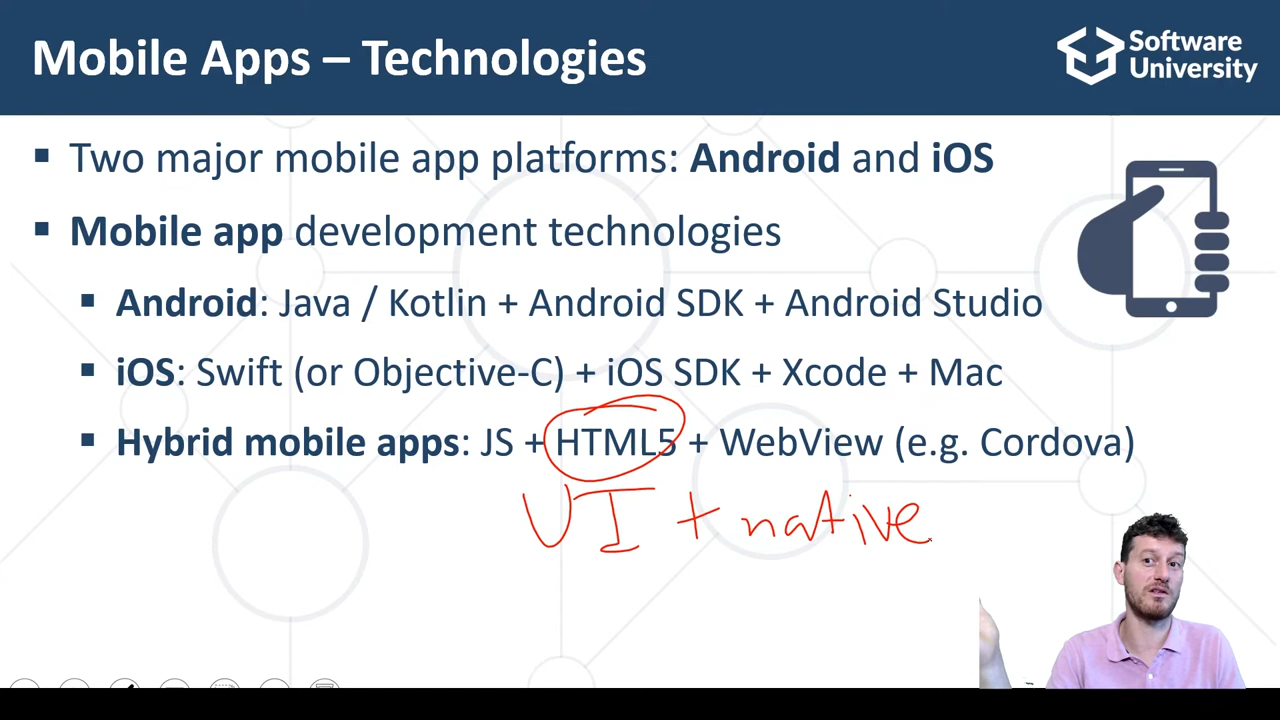 Mobile Apps – Technologies
Software
University
▪ Two major mobile app platforms: Android and iOS
▪ Mobile app development technologies
▪ Android: Java / Kotlin + Android SDK + Android Studio
▪ iOS: Swift (or Objective-C) + iOS SDK + Xcode + Mac
▪ Hybrid mobile apps: JS + HTML5 + WebView (e.g. Cordova)
UI + native